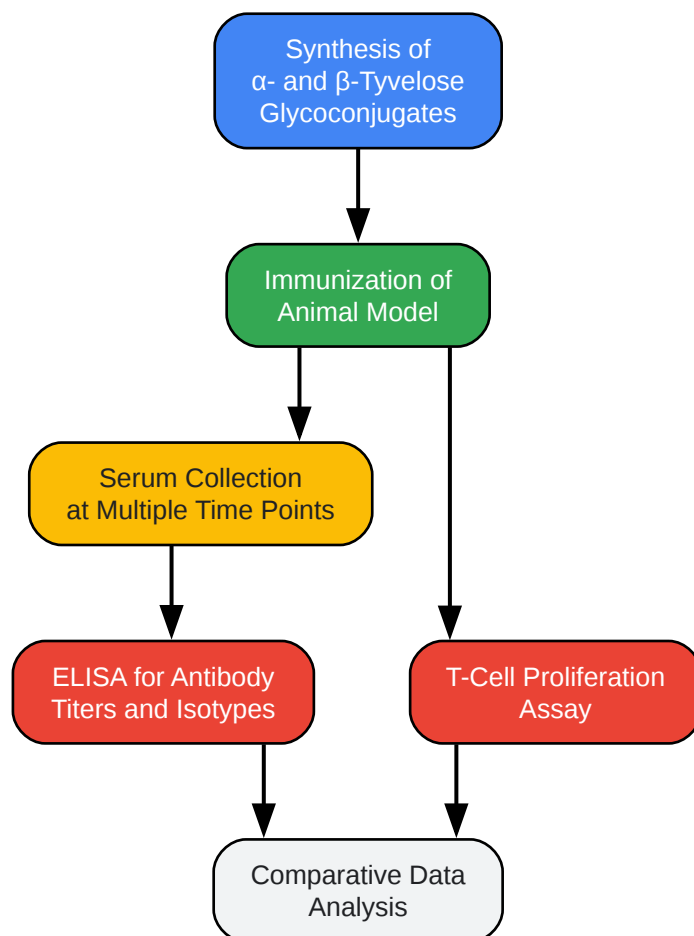 Synthesis of
α- and β-Tyvelose
Glycoconjugates
Immunization of
Animal Model
Serum Collection
at Multiple Time Points
ELISA for Antibody
Titers and Isotypes
T-Cell Proliferation
Assay
Comparative Data
Analysis